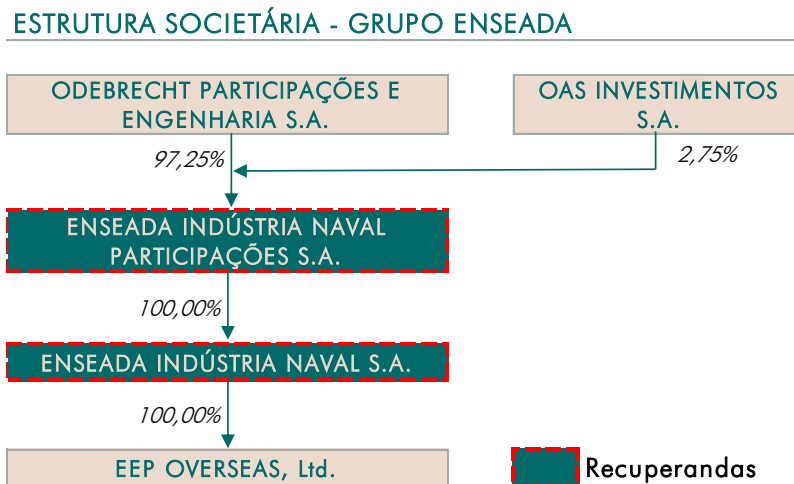 ESTRUTURA SOCIETÁRIA - GRUPO ENSEADA
ODEBRECHT PARTICIPAÇÕES E
ENGENHARIA S.A.
OAS INVESTIMENTOS
S.A.
97,25%
2,75%
ENSEADA INDÚSTRIA NAVAL
PARTICIPAÇÕES S.A.
100,00%
ENSEADA INDÚSTRIA NAVAL S.A.
100,00%
EEP OVERSEAS, Ltd.
Recuperandas